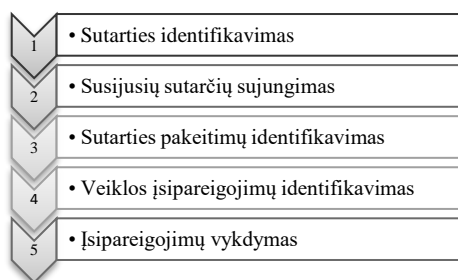 1 • Sutarties identifikavimas
2 • Susijusių sutarčių sujungimas
3 • Sutarties pakeitimų identifikavimas
4 • Veiklos įsipareigojimų identifikavimas
5 • Įsipareigojimų vykdymas